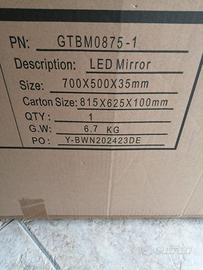 PN: GTBM0875-1
Description: LED Mirror
Size: 700X500X35mm
Carton Size: 815X625X100mm
QTY: 1
G.W: 6.7 KG
PO: Y-BWN202423DE